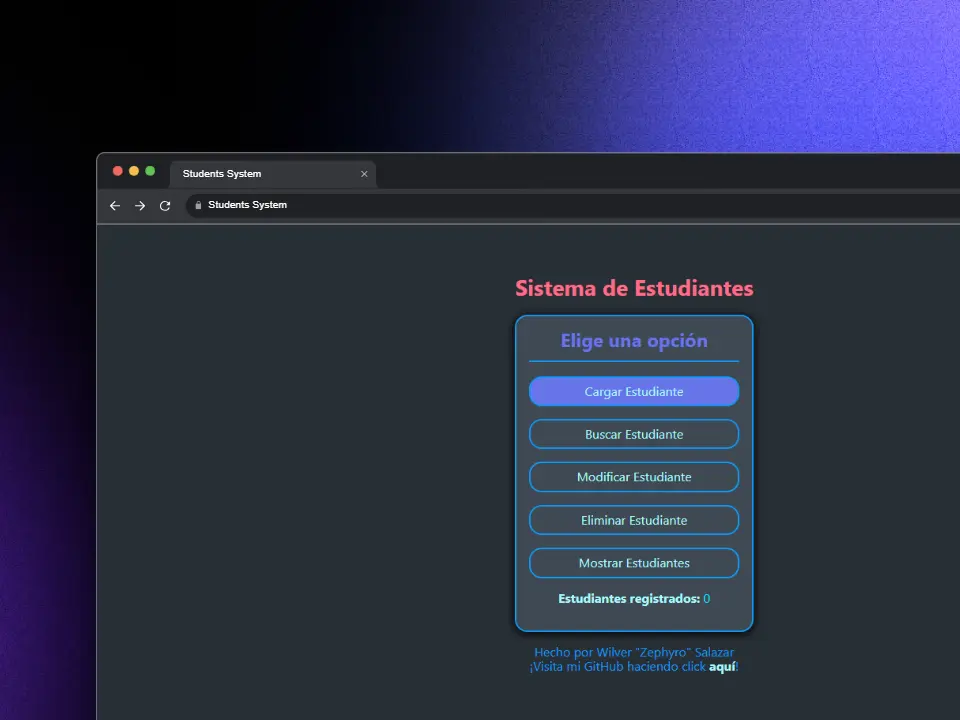 Students System
Students System
Sistema de Estudiantes
Elige una opción
Cargar Estudiante
Buscar Estudiante
Modificar Estudiante
Eliminar Estudiante
Mostrar Estudiantes
Estudiantes registrados: 0
Hecho por Wilver "Zephyro" Salazar
¡Visita mi GitHub haciendo click aquí!